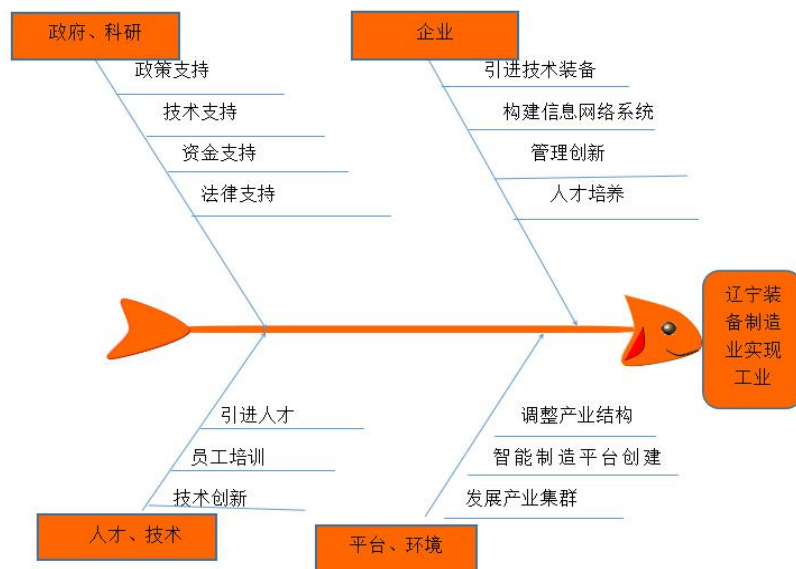 政府、科研
企业
政策支持
技术支持
资金支持
法律支持
引进技术装备
构建信息网络系统
管理创新
人才培养
辽宁装
备制造
业实现
工业
引进人才
员工培训
技术创新
调整产业结构
智能制造平台创建
发展产业集群
人才、技术
平台、环境